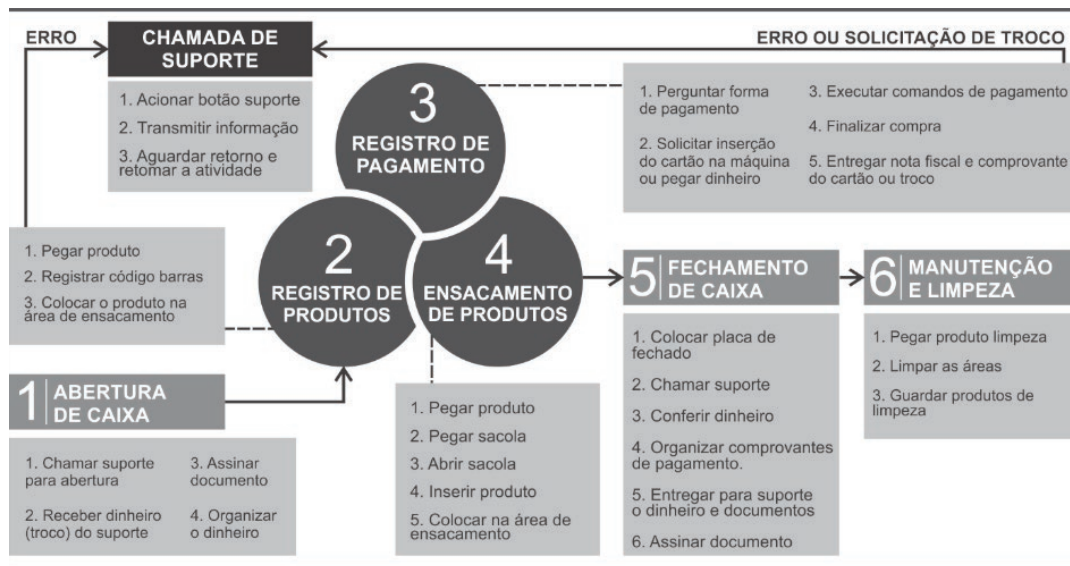 ERRO
CHAMADA DE
SUPORTE
ERRO OU SOLICITAÇÃO DE TROCO
1. Acionar botão suporte
2. Transmitir informação
3. Aguardar retorno e
retomar a atividade
3
REGISTRO DE
PAGAMENTO
1. Perguntar forma
de pagamento
2. Solicitar inserção
do cartão na máquina
ou pegar dinheiro
3. Executar comandos de pagamento
4. Finalizar compra
5. Entregar nota fiscal e comprovante
do cartão ou troco
1. Pegar produto
2. Registrar código barras
3. Colocar o produto na
área de ensacamento
2
REGISTRO DE
PRODUTOS
4
ENSACAMENTO
DE PRODUTOS
5
FECHAMENTO
DE CAIXA
6
MANUTENÇÃO
E LIMPEZA
1. Colocar placa de
fechado
2. Chamar suporte
3. Conferir dinheiro
4. Organizar comprovantes
de pagamento.
5. Entregar para suporte
o dinheiro e documentos
6. Assinar documento
1. Pegar produto limpeza
2. Limpar as áreas
3. Guardar produtos de
limpeza
1
ABERTURA
DE CAIXA
1. Chamar suporte
para abertura
2. Receber dinheiro
(troco) do suporte
3. Assinar
documento
4. Organizar
o dinheiro
1. Pegar produto
2. Pegar sacola
3. Abrir sacola
4. Inserir produto
5. Colocar na área de
ensacamento